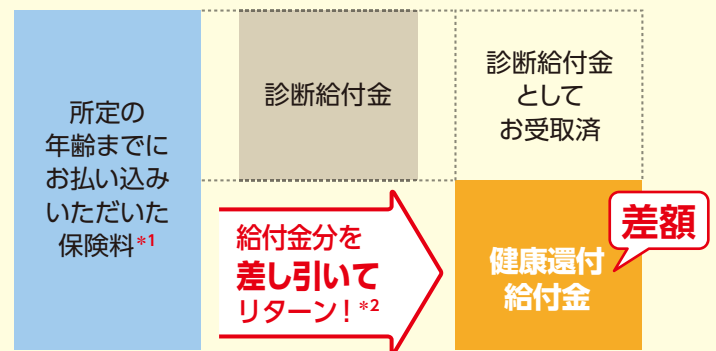 所定の
年齢までに
お払い込み
いただいた
保険料*1
診断給付金
診断給付金
として
お受取済
給付金分を
差し引いて
リターン!*2
差額
健康還付
給付金